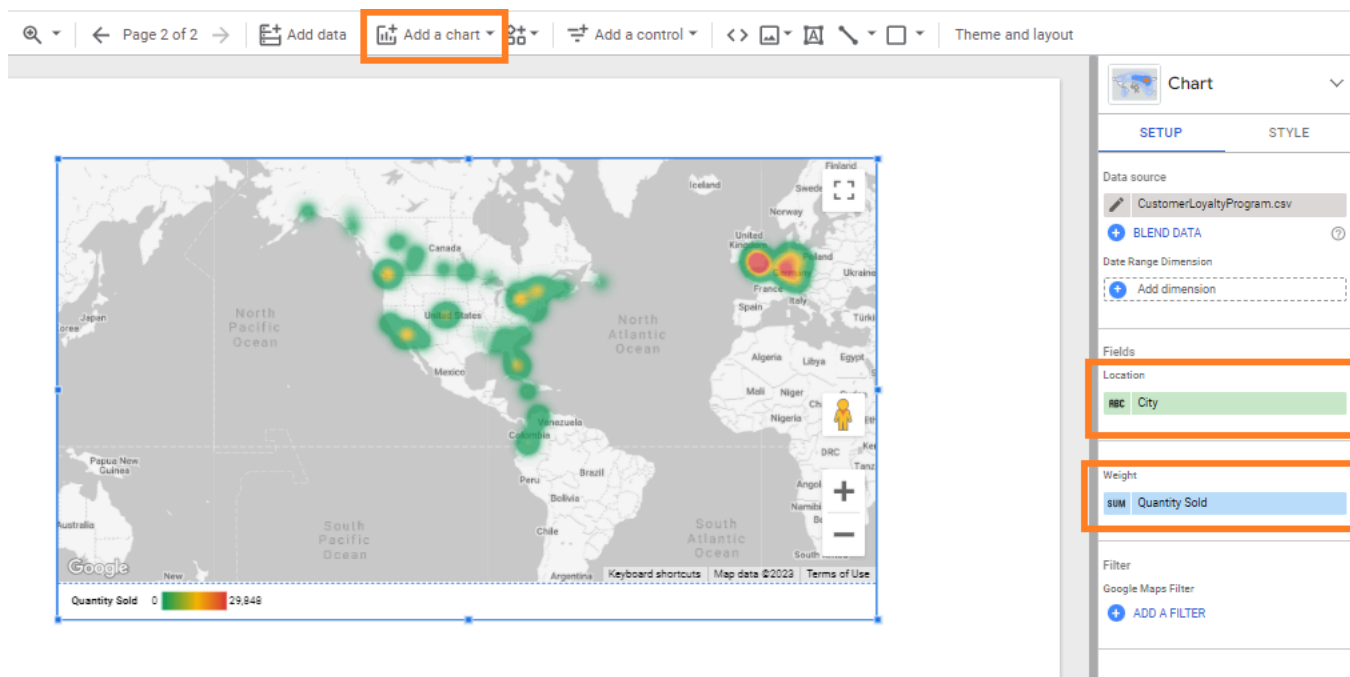 Page 2 of 2
Add data
Add a chart
Add a control
Theme and layout
Chart
SETUP
STYLE
Data source
CustomerLoyaltyProgram.csv
BLEND DATA
Date Range Dimension
Add dimension
Fields
Location
ABC City
Weight
SUM Quantity Sold
Filter
Google Maps Filter
ADD A FILTER
Finland
Iceland
Norway
United
Kingdom
Poland
Germany
Ukraine
France
Italy
Spain
Canada
United States
Mexico
Japan
North
Pacific
Ocean
North
Atlantic
Ocean
Algeria
Libya
Egypt
Mali
Niger
Nigeria
DRC
Venezuela
Colombia
Peru
Brazil
Bolivia
Chile
Argentina
Papua New
Guinea
Australia
South
Pacific
Ocean
South
Atlantic
Ocean
Google
New
Keyboard shortcuts
Map data ©2023
Terms of Use
Quantity Sold 0 29,848